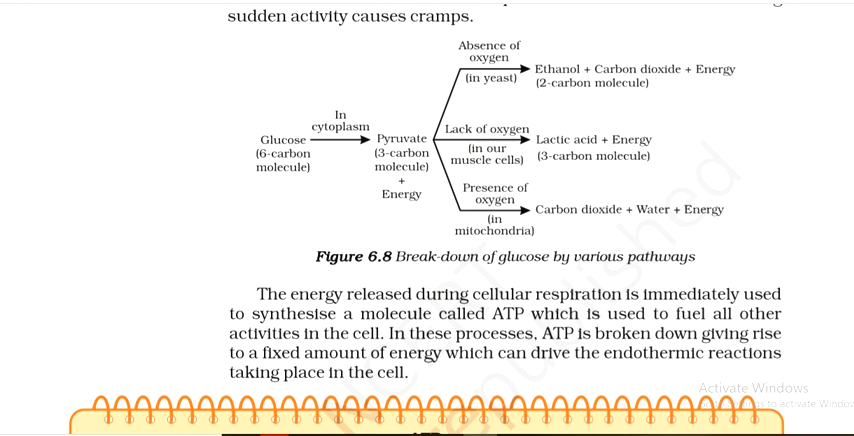 sudden activity causes cramps.
Absence of
oxygen
(in yeast)
Ethanol + Carbon dioxide + Energy
(2-carbon molecule)
In
cytoplasm
Glucose
(6-carbon
molecule)
Pyruvate
(3-carbon
molecule)
+
Energy
Lack of oxygen
(in our
muscle cells)
Lactic acid + Energy
(3-carbon molecule)
Presence of
oxygen
(in
mitochondria)
Carbon dioxide + Water + Energy
Figure 6.8 Break-down of glucose by various pathways
The energy released during cellular respiration is immediately used
to synthesise a molecule called ATP which is used to fuel all other
activities in the cell. In these processes, ATP is broken down giving rise
to a fixed amount of energy which can drive the endothermic reactions
taking place in the cell.
Activate Windows
to activate Window